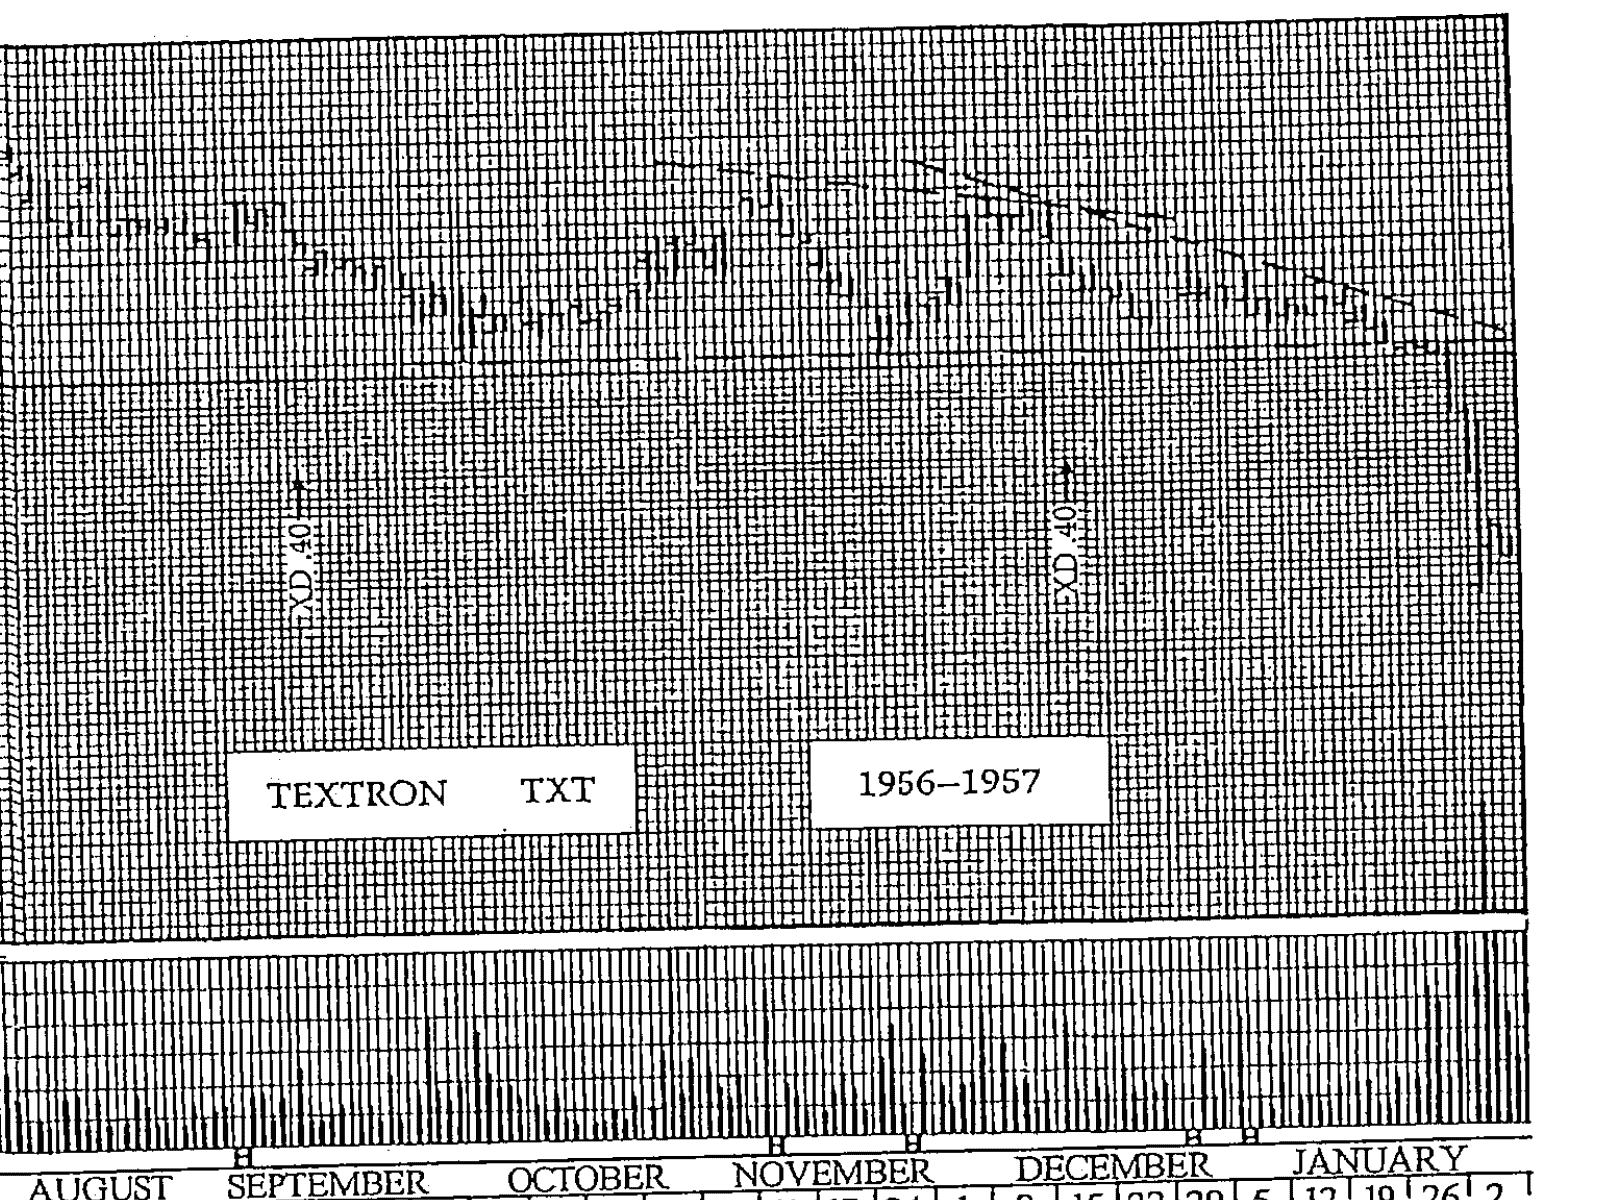 XD .40
XD .40
TEXTRON TXT
1956–1957
H H H H H
AUGUST SEPTEMBER OCTOBER NOVEMBER DECEMBER JANUARY
24 1 8 15 22 29 5 12 19 26 2